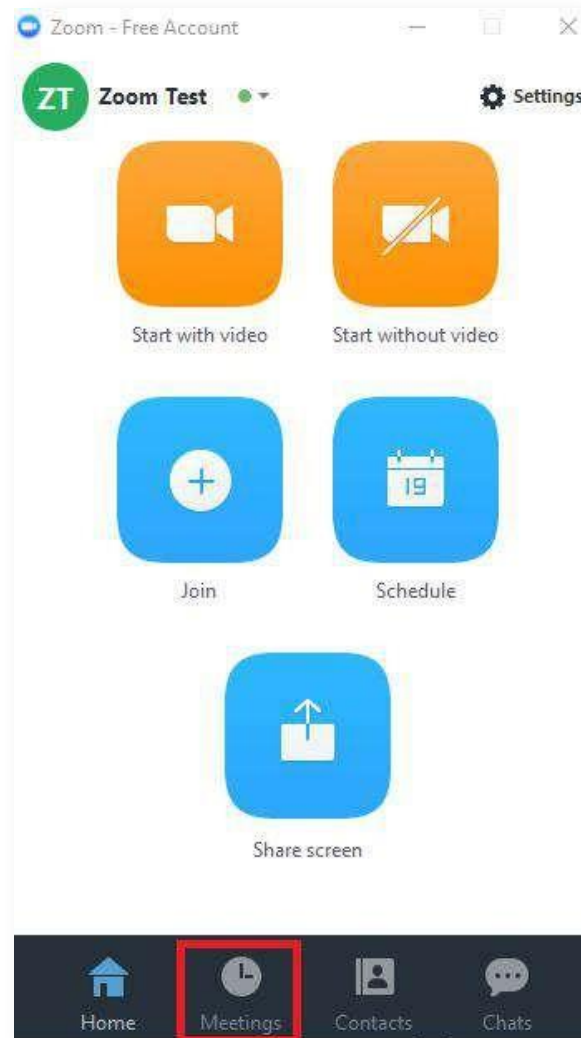 Zoom - Free Account
ZT Zoom Test Settings
Start with video Start without video
19
Join Schedule
Share screen
Home Meetings Contacts Chats